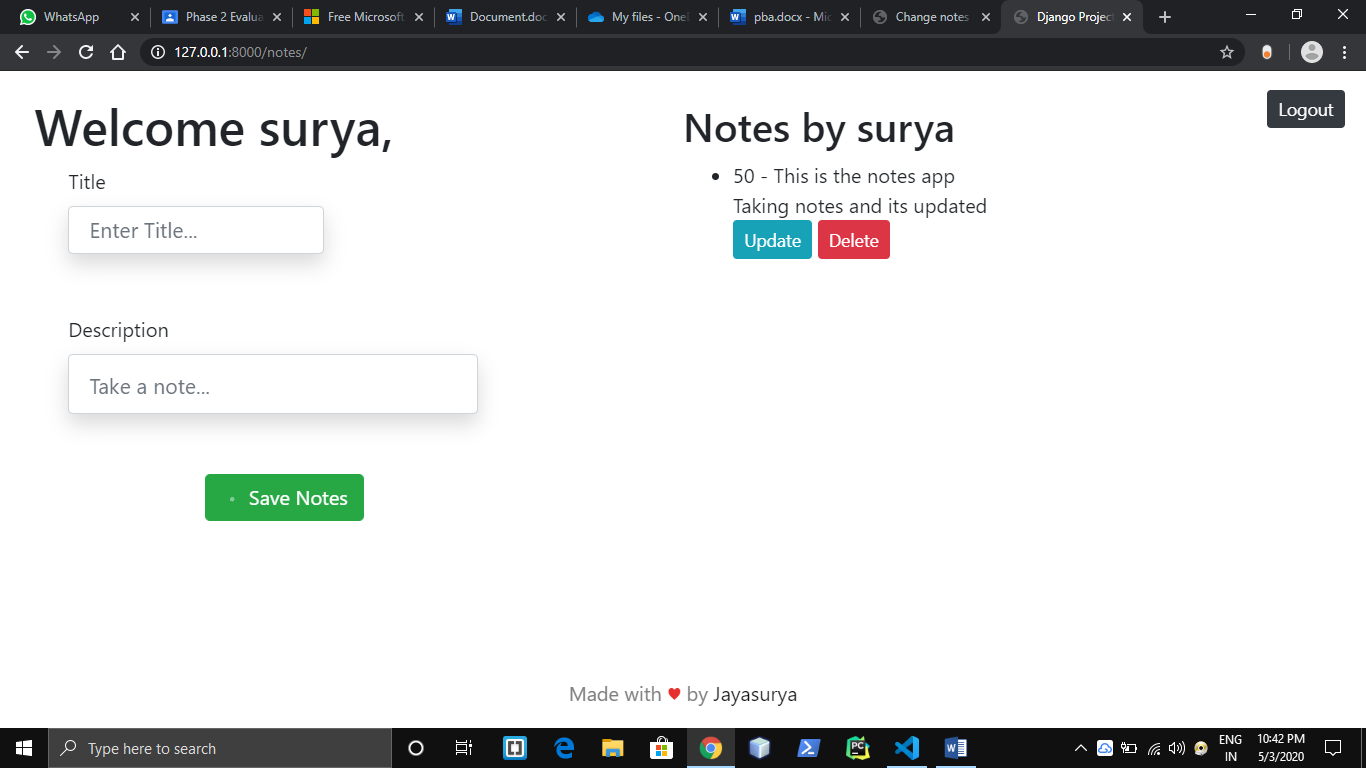 WhatsApp
Phase 2 Evalua
Free Microsoft
Document.doc
My files - One
pba.docx - Mic
Change notes
Django Project
127.0.0.1:8000/notes/
Logout
Welcome surya,
Title
Enter Title...
Description
Take a note...
Save Notes
Notes by surya
50 - This is the notes app
Taking notes and its updated
Update Delete
Made with ♥ by Jayasurya
Type here to search
PC
ENG
IN
10:42 PM
5/3/2020